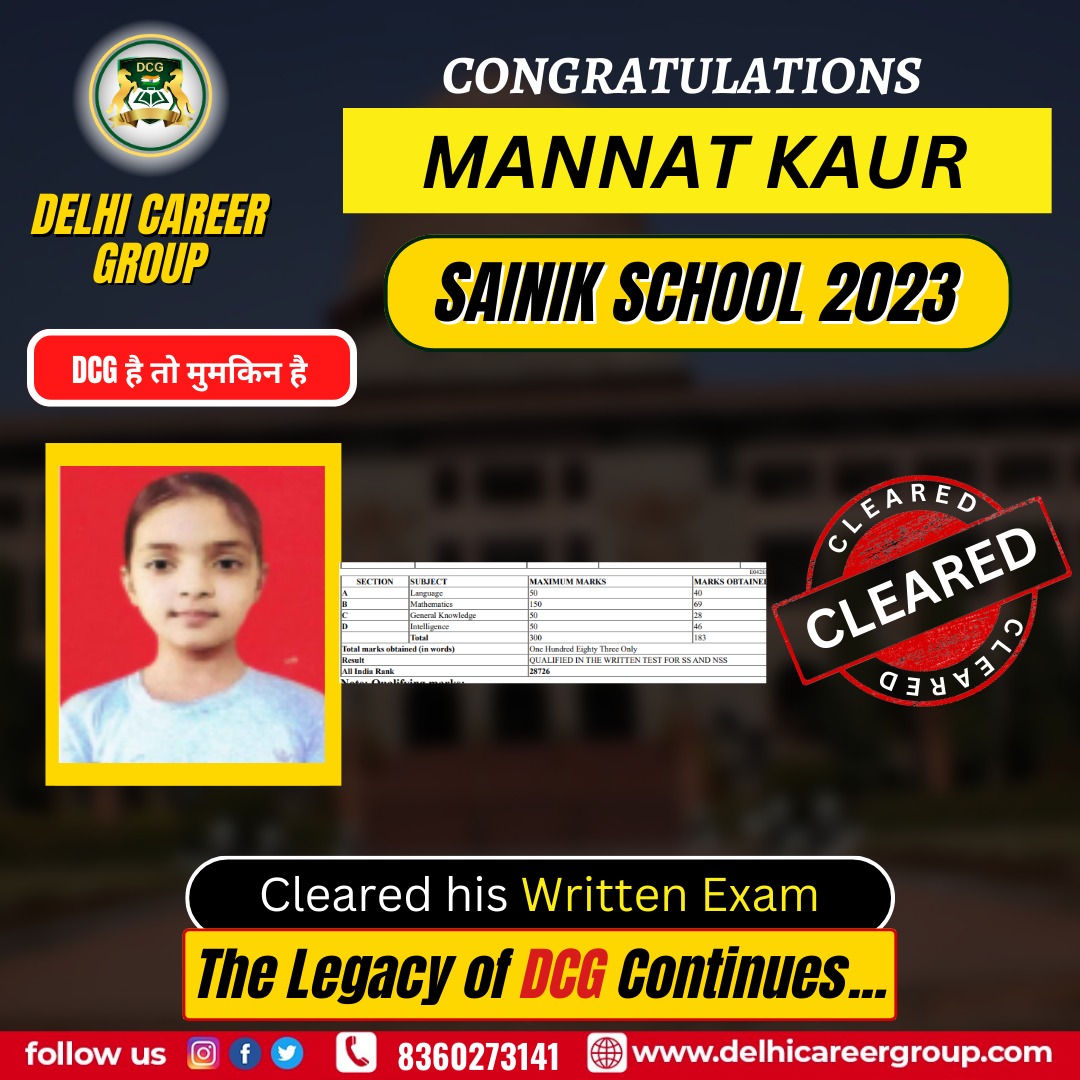 DCG
DELHI CAREER
GROUP
CONGRATULATIONS
MANNAT KAUR
SAINIK SCHOOL 2023
DCG है तो मुमकिन है
SECTION SUBJECT MAXIMUM MARKS MARKS OBTAINE
A Language 50 40
B Mathematics 150 69
C General Knowledge 50 28
D Intelligence 50 46
Total 300 183
Total marks obtained (in words) One Hundred Eighty Three Only
Result QUALIFIED IN THE WRITTEN TEST FOR SS AND NSS
All India Rank 28726
Note: Qualifying marks:
CLEARED
CLEARED
CLEARED
Cleared his Written Exam
The Legacy of DCG Continues...
follow us 8360273141 www.delhicareergroup.com